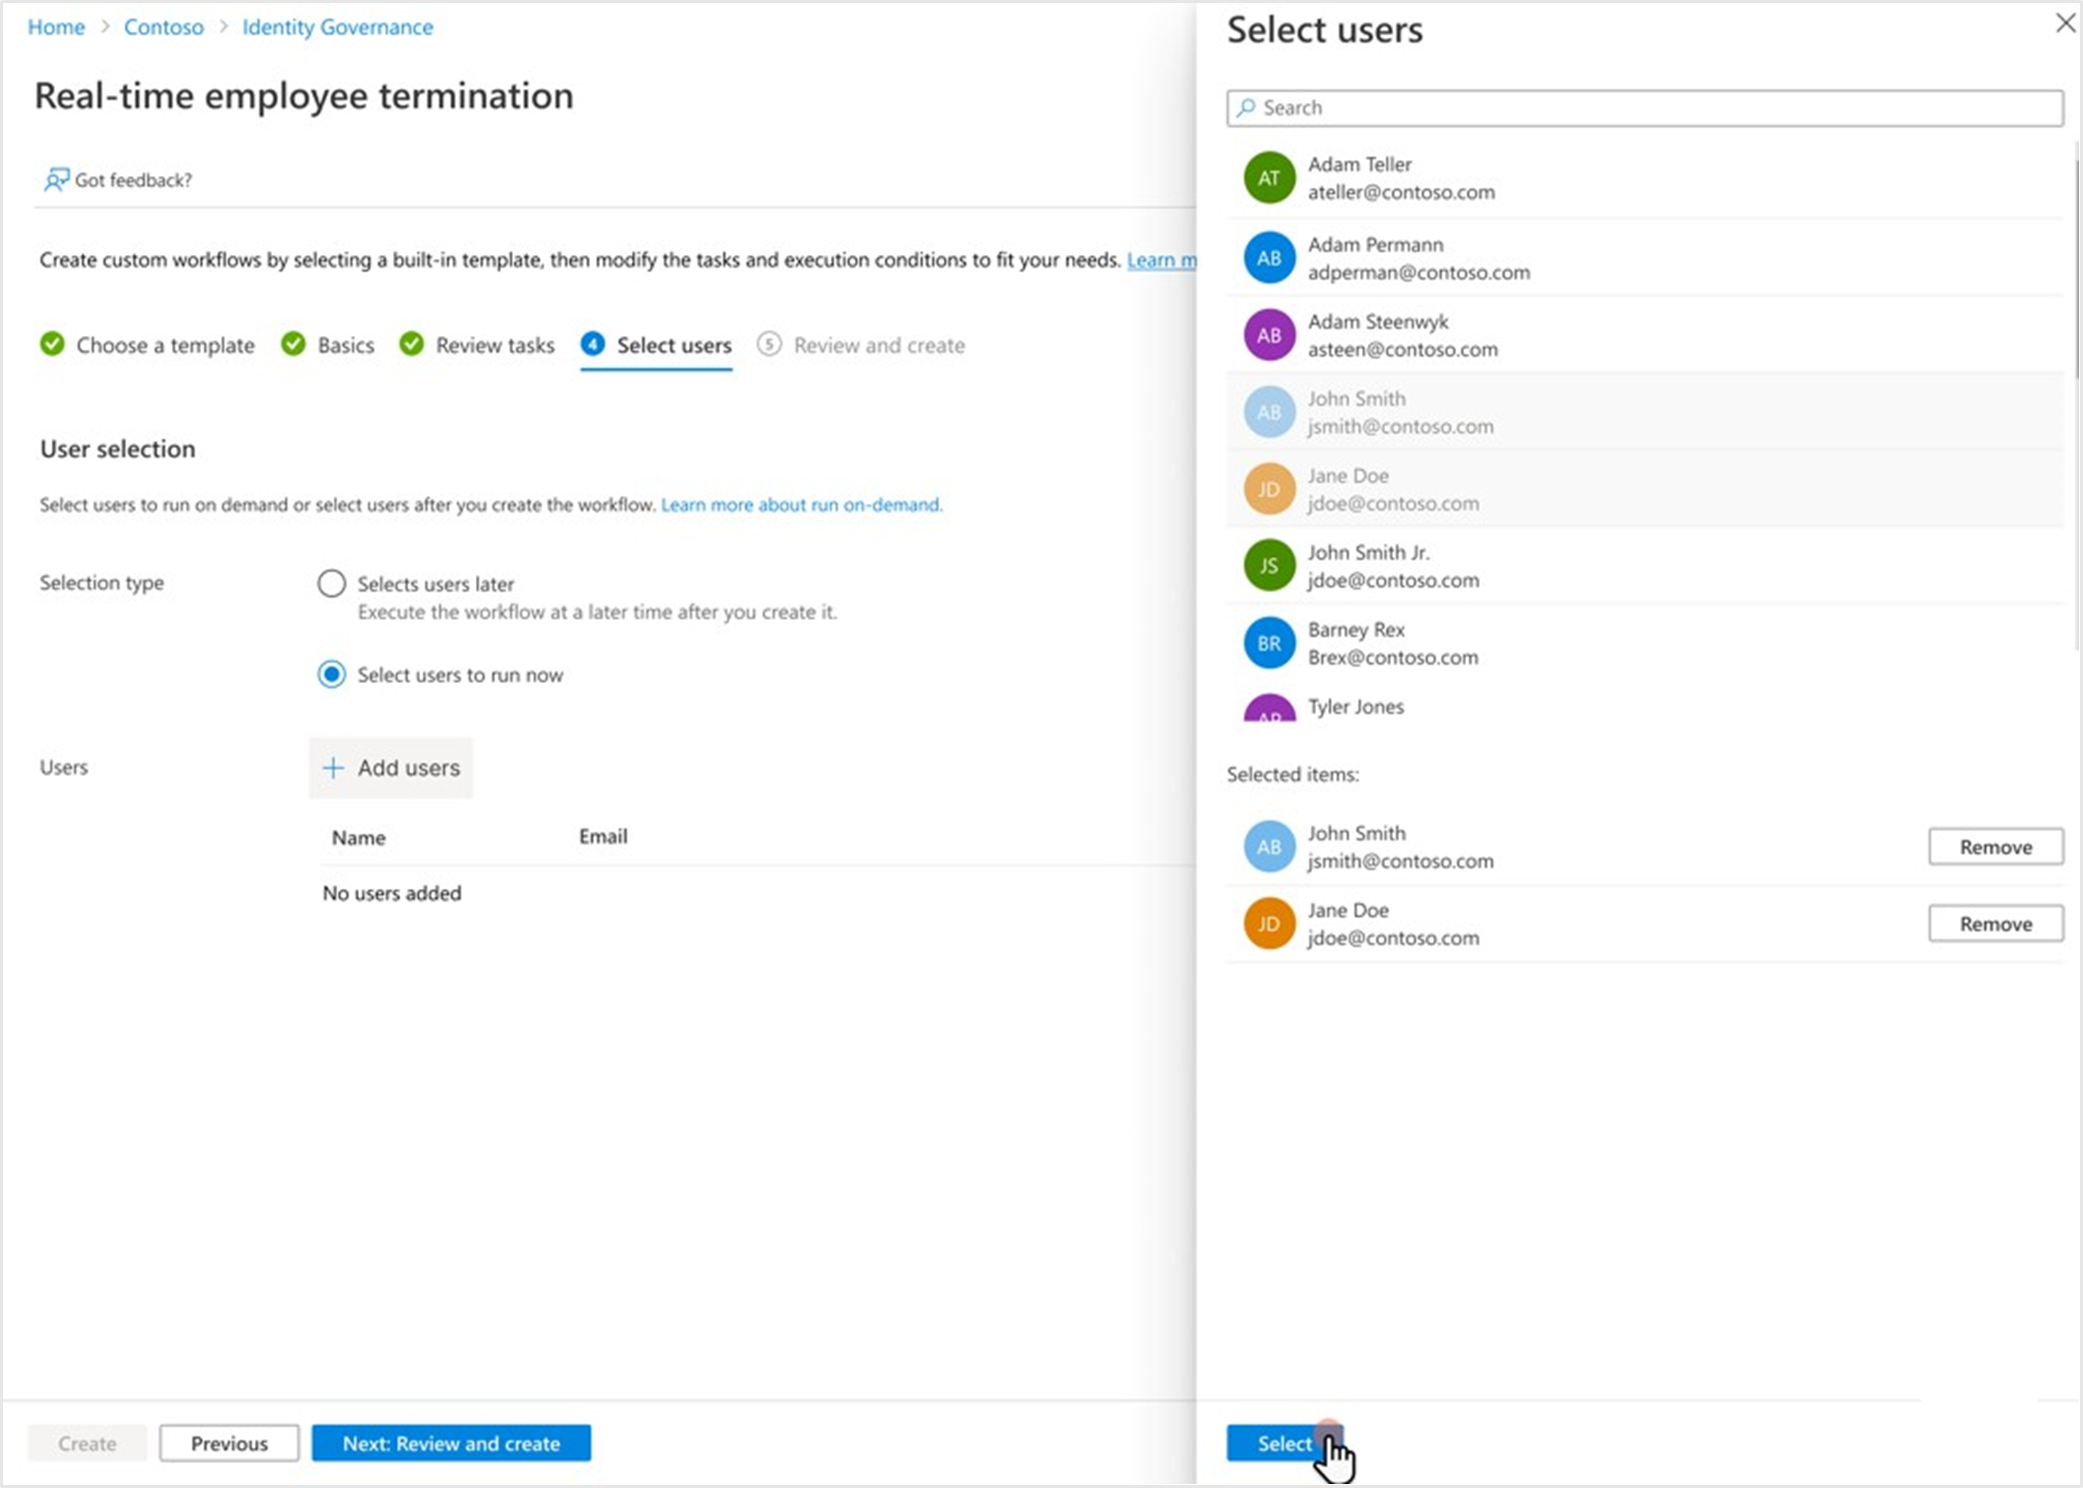 Home > Contoso > Identity Governance
Real-time employee termination
Got feedback?
Create custom workflows by selecting a built-in template, then modify the tasks and execution conditions to fit your needs. Learn m
Choose a template Basics Review tasks 4 Select users 5 Review and create
User selection
Select users to run on demand or select users after you create the workflow. Learn more about run on-demand.
Selection type
Selects users later
Execute the workflow at a later time after you create it.
Select users to run now
Users
+ Add users
Name Email
No users added
Create Previous Next: Review and create
Select users
Search
AT Adam Teller
ateller@contoso.com
AB Adam Permann
adperman@contoso.com
AB Adam Steenwyk
asteen@contoso.com
AB John Smith
jsmith@contoso.com
JD Jane Doe
jdoe@contoso.com
JS John Smith Jr.
jdoe@contoso.com
BR Barney Rex
Brex@contoso.com
Tyler Jones
Selected items:
AB John Smith
jsmith@contoso.com
Remove
JD Jane Doe
jdoe@contoso.com
Remove
Select